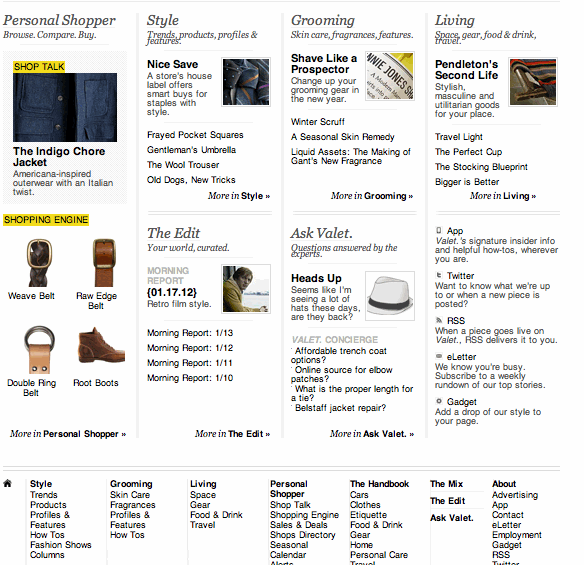 Personal Shopper
Browse. Compare. Buy.
SHOP TALK
The Indigo Chore
Jacket
Americana-inspired
outerwear with an Italian
twist.
SHOPPING ENGINE
Weave Belt
Raw Edge
Belt
Double Ring
Belt
Root Boots
More in Personal Shopper »
Style
Trends, products, profiles &
features.
Nice Save
A store's house
label offers
smart buys for
staples with
style.
Frayed Pocket Squares
Gentleman's Umbrella
The Wool Trouser
Old Dogs, New Tricks
More in Style »
Grooming
Skin care, fragrances, features.
Shave Like a
Prospector
Change up your
grooming gear in
the new year.
Winter Scruff
A Seasonal Skin Remedy
Liquid Assets: The Making of
Gant's New Fragrance
More in Grooming »
Living
Space, gear, food & drink,
travel.
Pendleton's
Second Life
Stylish,
masculine and
utilitarian goods
for your place.
Travel Light
The Perfect Cup
The Stocking Blueprint
Bigger is Better
More in Living »
The Edit
Your world, curated.
MORNING
REPORT
{01.17.12}
Retro film style.
Morning Report: 1/13
Morning Report: 1/12
Morning Report: 1/11
Morning Report: 1/10
More in The Edit »
Ask Valet.
Questions answered by the
experts.
Heads Up
Seems like I'm
seeing a lot of
hats these days,
are they back?
VALET. CONCIERGE
Affordable trench coat
options?
Online source for elbow
patches?
What is the proper length for
a tie?
Belstaff jacket repair?
More in Ask Valet. »
App
Valet.'s signature insider info
and helpful how-tos, wherever
you are.
Twitter
Want to know what we're up
to or when a new piece is
posted?
RSS
When a piece goes live on
Valet., RSS delivers it to you.
eLetter
We know you're busy.
Subscribe to a weekly
rundown of our top stories.
Gadget
Add a drop of our style to
your page.
Style
Trends
Products
Profiles &
Features
How Tos
Fashion Shows
Columns
Grooming
Skin Care
Fragrances
Profiles &
Features
How Tos
Living
Space
Gear
Food & Drink
Travel
Personal
Shopper
Shop Talk
Shopping Engine
Sales & Deals
Shops Directory
Seasonal
Calendar
Alerts
The Handbook
Cars
Clothes
Etiquette
Food & Drink
Gear
Home
Personal Care
Travel
The Mix
The Edit
Ask Valet.
About
Advertising
App
Contact
eLetter
Employment
Gadget
RSS
Twitter